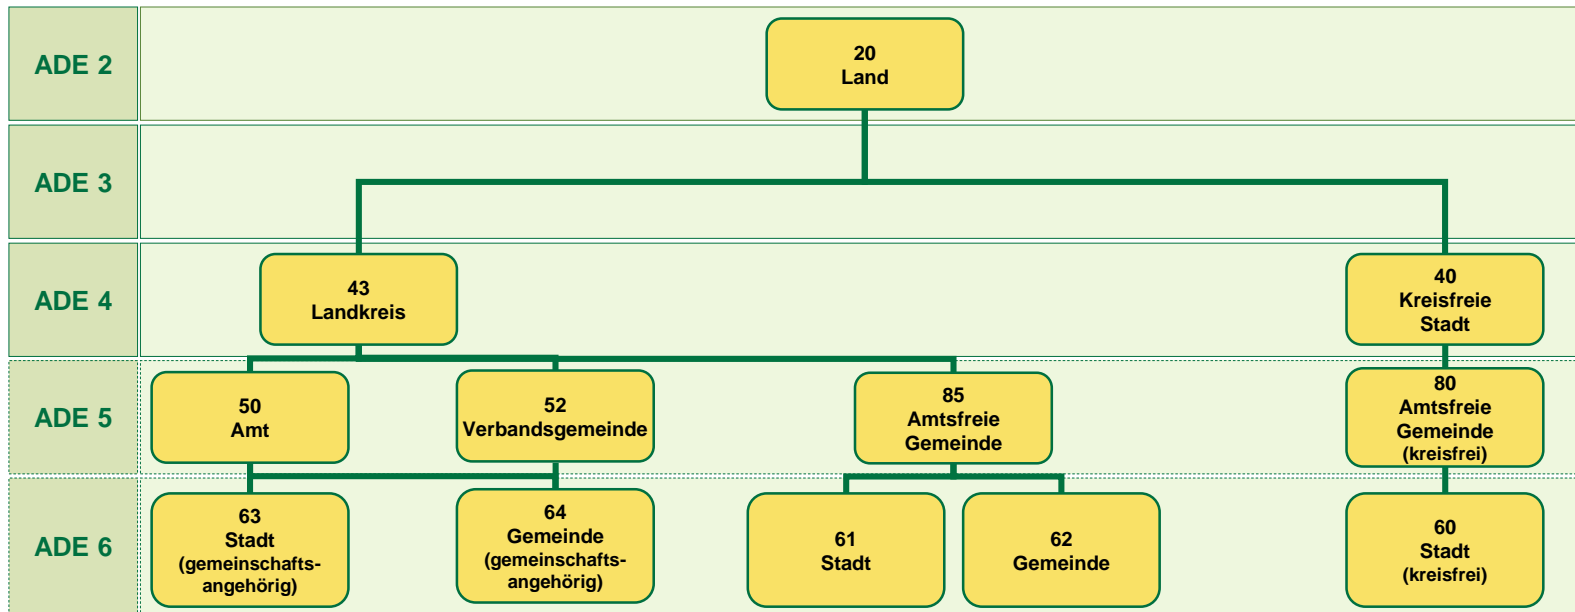 ADE 2
20
Land
ADE 3
ADE 4
43
Landkreis
40
Kreisfreie
Stadt
ADE 5
50
Amt
52
Verbandsgemeinde
85
Amtsfreie
Gemeinde
80
Amtsfreie
Gemeinde
(kreisfrei)
ADE 6
63
Stadt
(gemeinschafts-
angehörig)
64
Gemeinde
(gemeinschafts-
angehörig)
61
Stadt
62
Gemeinde
60
Stadt
(kreisfrei)